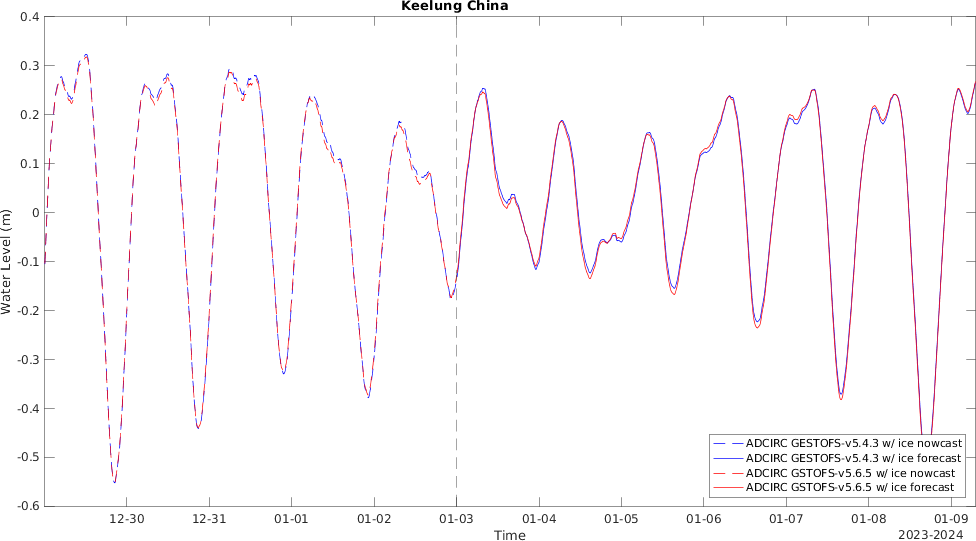 Keelung China
Water Level (m)
0.4
0.3
0.2
0.1
0
-0.1
-0.2
-0.3
-0.4
-0.5
-0.6
ADCIRC GESTOFS-v5.4.3 w/ ice nowcast
ADCIRC GESTOFS-v5.4.3 w/ ice forecast
ADCIRC GSTOFS-v5.6.5 w/ ice nowcast
ADCIRC GSTOFS-v5.6.5 w/ ice forecast
12-30 12-31 01-01 01-02 01-03 01-04 01-05 01-06 01-07 01-08 01-09
Time
2023-2024